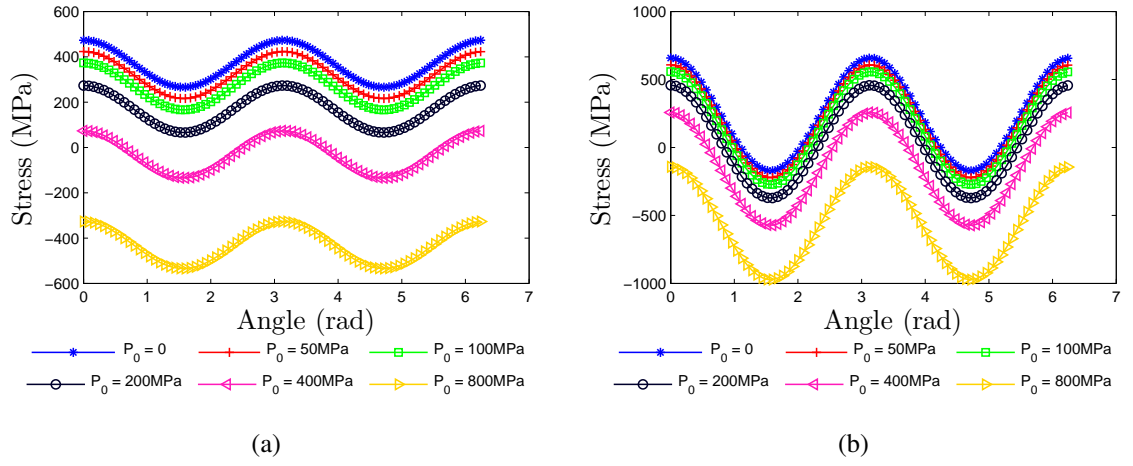 600
400
200
0
−200
−400
−600
0 1 2 3 4 5 6 7
Stress (MPa)
Angle (rad)
P0 = 0 P0 = 50MPa P0 = 100MPa
P0 = 200MPa P0 = 400MPa P0 = 800MPa
(a)
1000
500
0
−500
−1000
0 1 2 3 4 5 6 7
Stress (MPa)
Angle (rad)
P0 = 0 P0 = 50MPa P0 = 100MPa
P0 = 200MPa P0 = 400MPa P0 = 800MPa
(b)